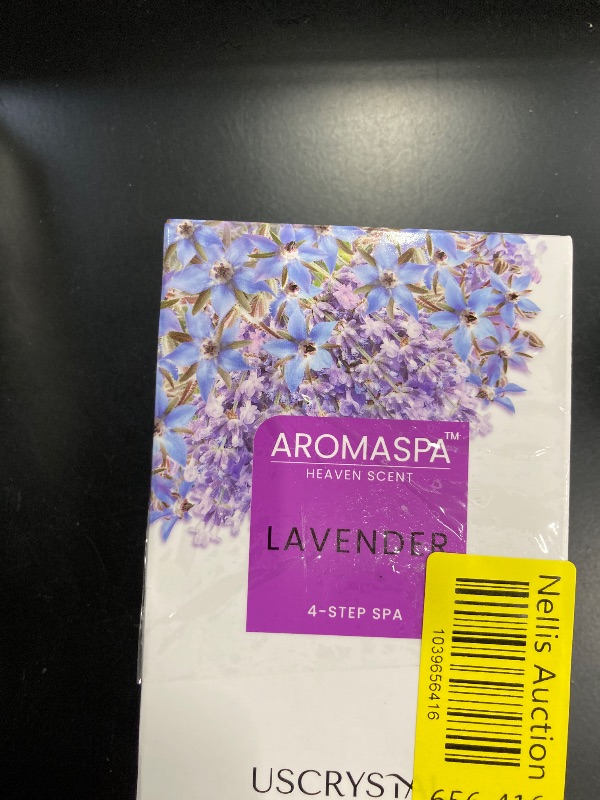 AROMASPA™
HEAVEN SCENT
LAVENDER
4-STEP SPA
Nellis Auction
1039656416